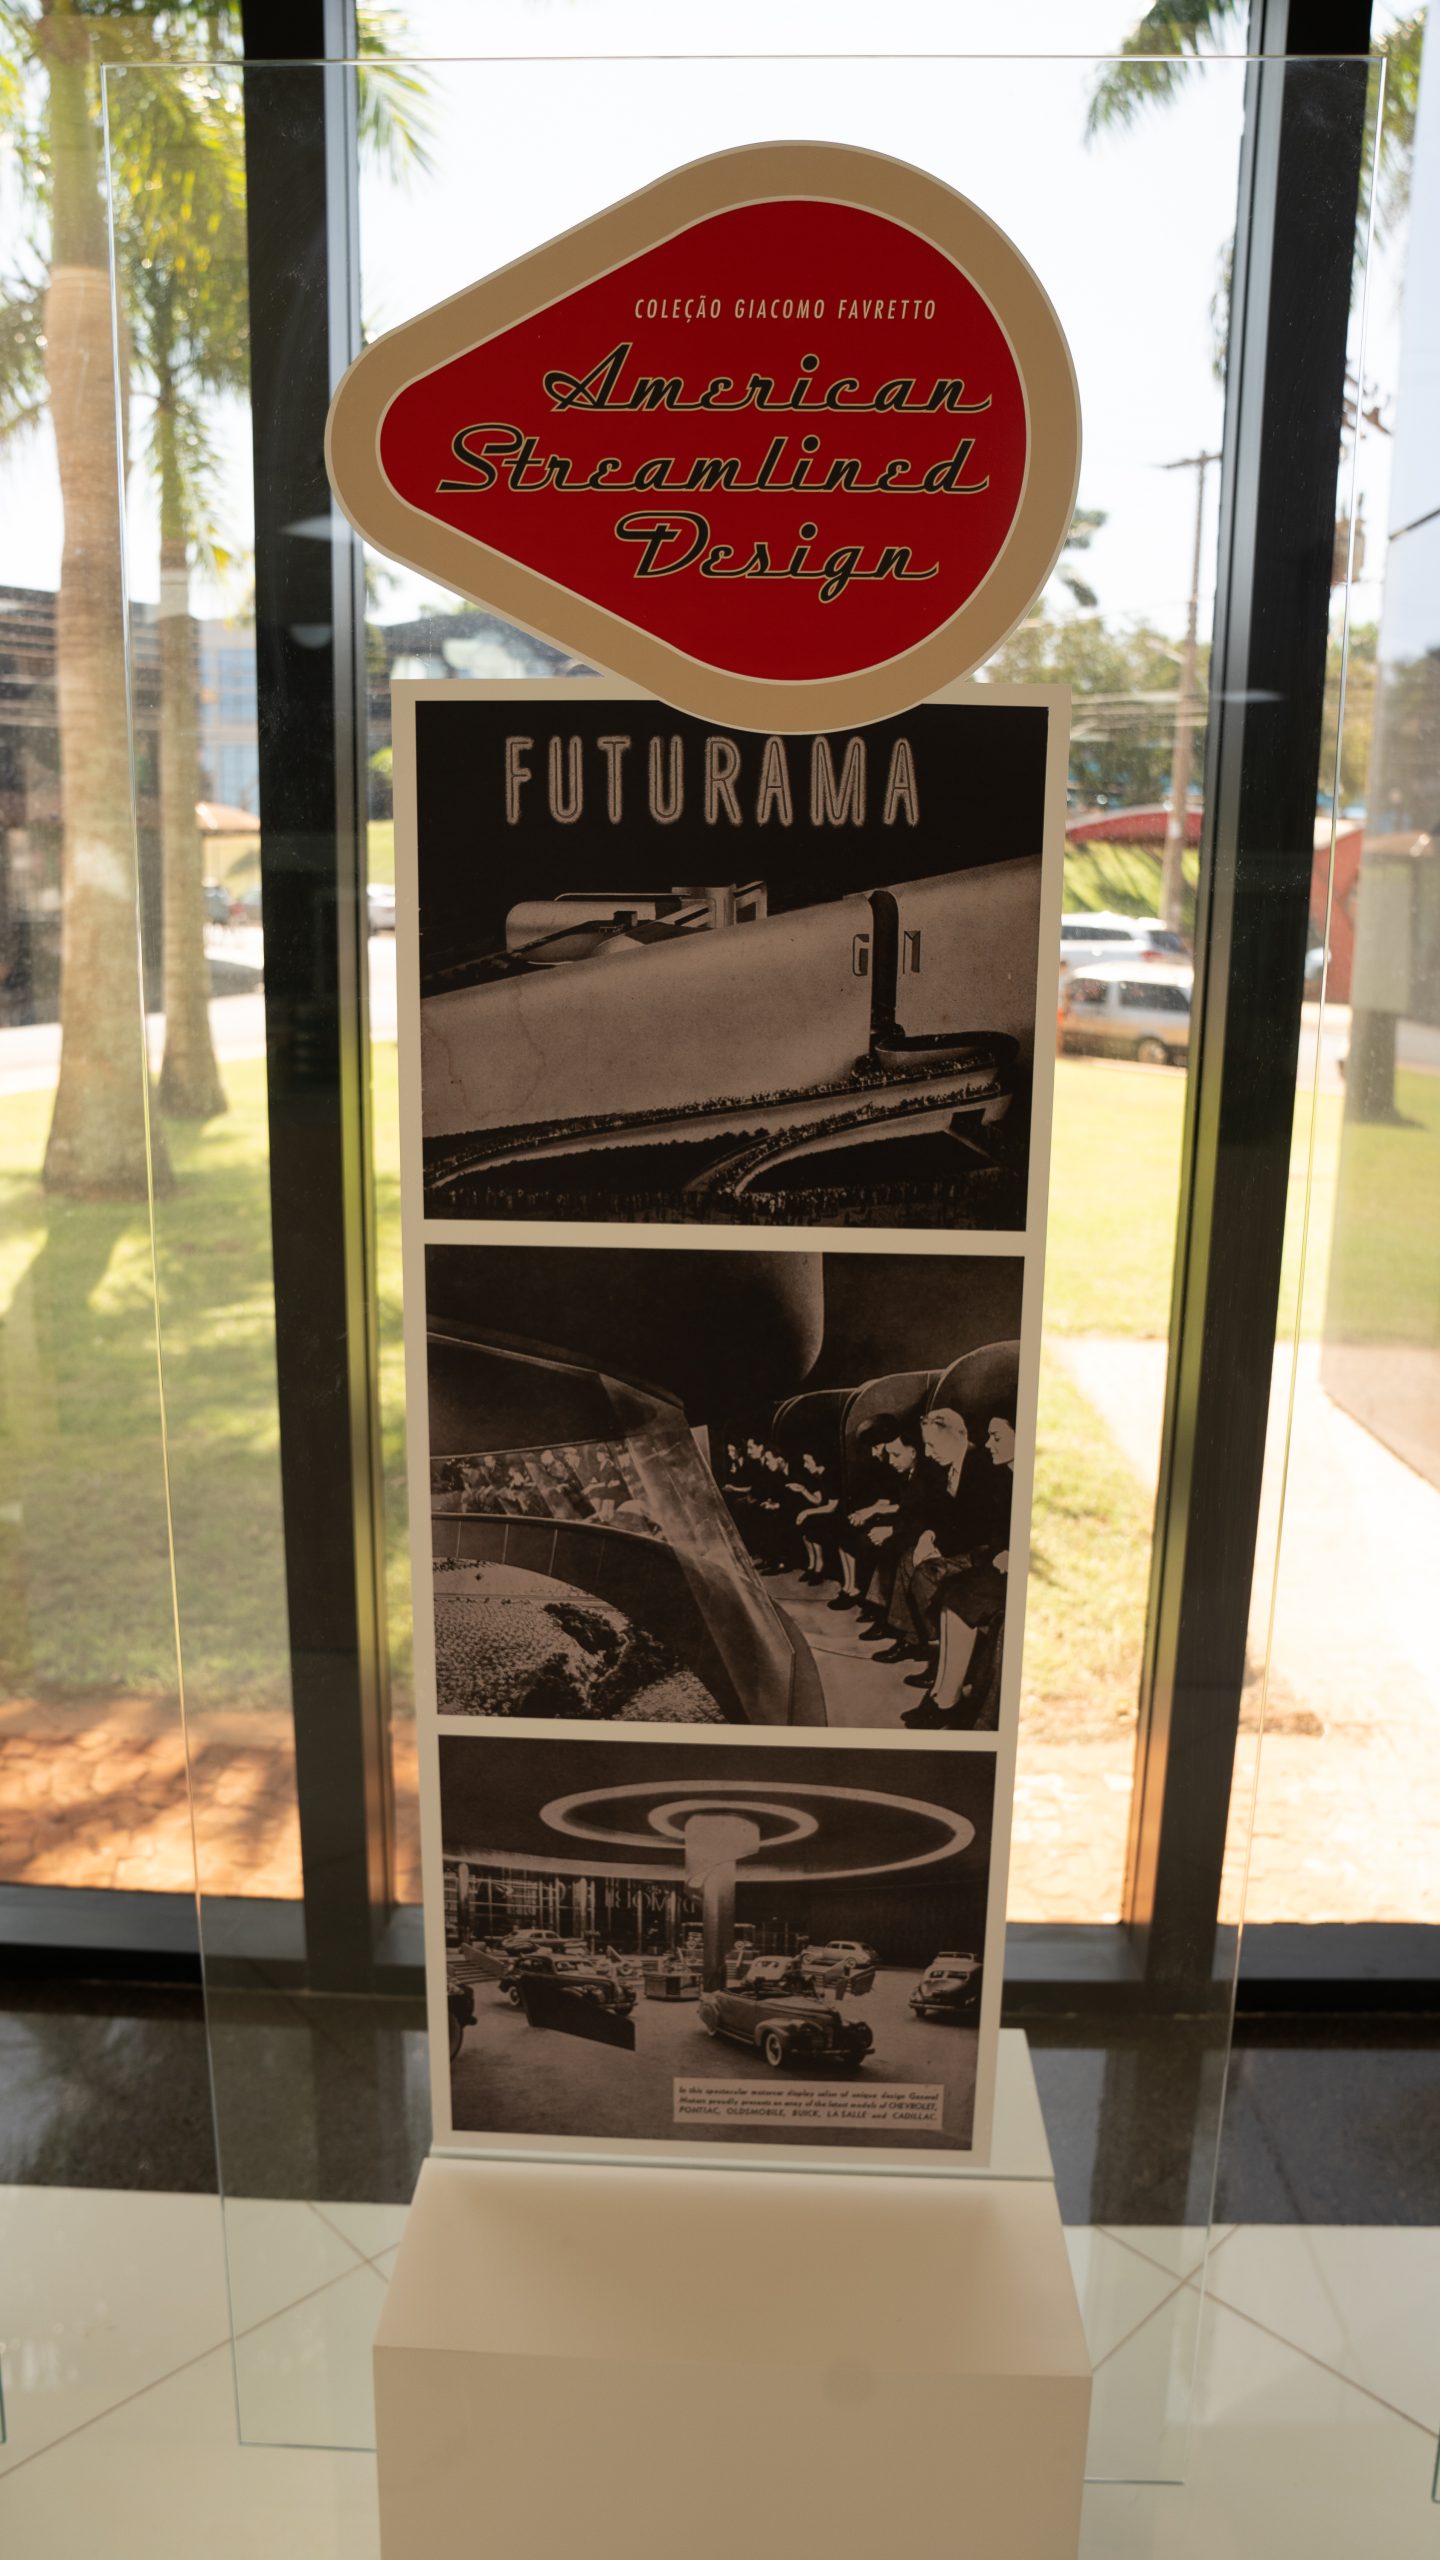 COLEÇÃO GIACOMO FAVRETTO
American
Streamlined
Design
FUTURAMA
G M
In this spectacular motorcar display salon of unique design General
Motors proudly presents an array of the latest models of CHEVROLET,
PONTIAC, OLDSMOBILE, BUICK, LA SALLE and CADILLAC.